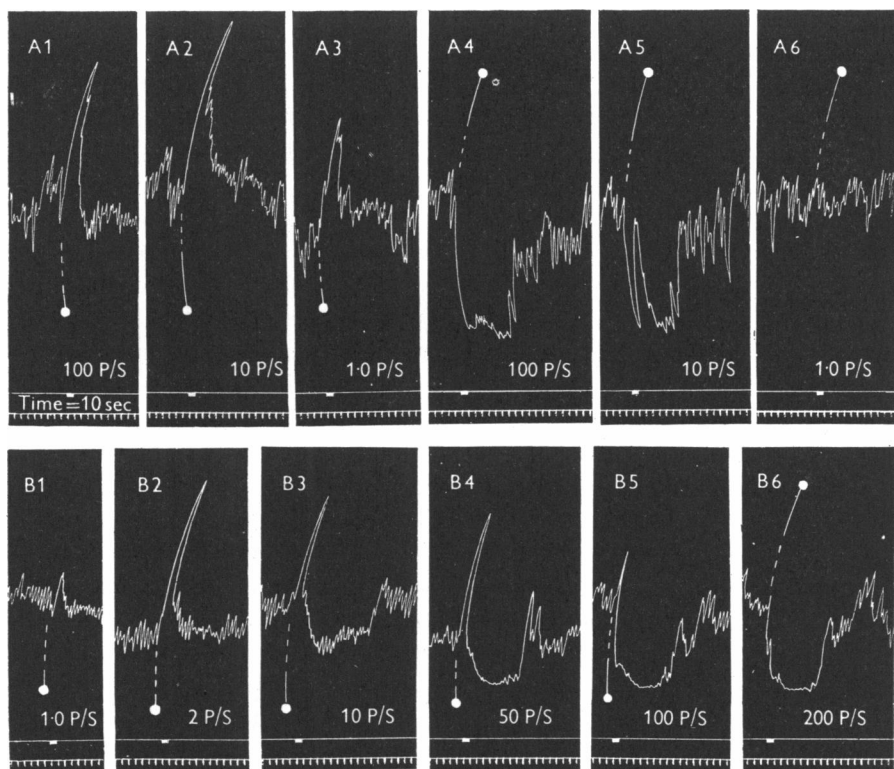 A1 A2 A3 A4 A5 A6
100 P/S 10 P/S 1·0 P/S 100 P/S 10 P/S 1·0 P/S
Time=10 sec
B1 B2 B3 B4 B5 B6
1·0 P/S 2 P/S 10 P/S 50 P/S 100 P/S 200 P/S